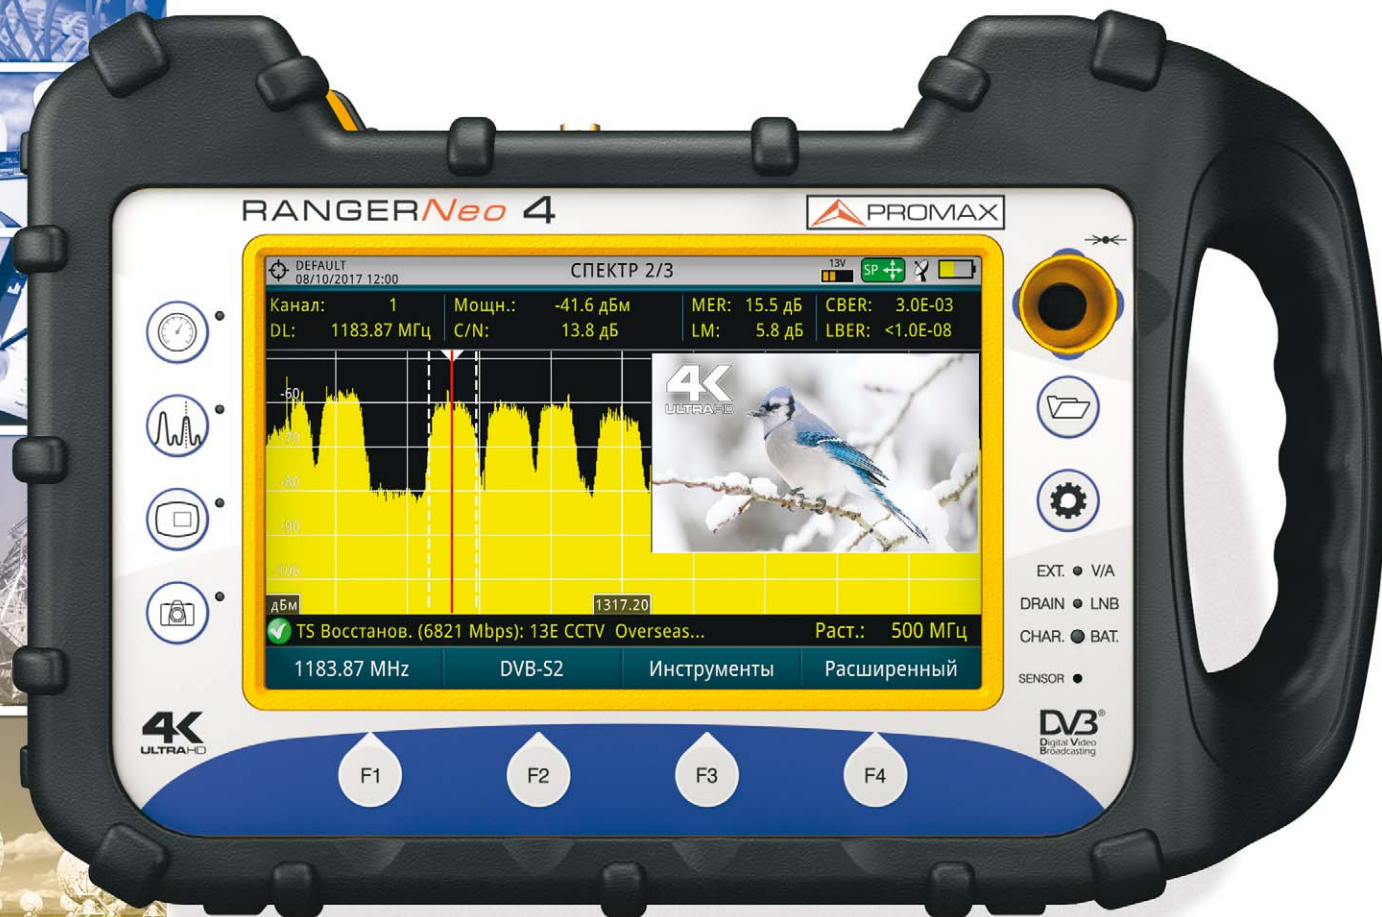 RANGERNeo 4
PROMAX
DEFAULT
08/10/2017 12:00
СПЕКТР 2/3
13V
SP
Канал: 1
Мощн.: -41.6 дБм
MER: 15.5 дБ
CBER: 3.0E-03
DL: 1183.87 МГц
C/N: 13.8 дБ
LM: 5.8 дБ
LBER: <1.0E-08
4K
ULTRAHD
-60
-70
-80
-90
-100
дБм
1317.20
TS Восстанов. (6821 Mbps): 13E CCTV Overseas...
Раст.: 500 МГц
1183.87 MHz
DVB-S2
Инструменты
Расширенный
EXT. V/A
DRAIN LNB
CHAR. BAT.
SENSOR
4K
ULTRAHD
DVB®
Digital Video
Broadcasting
F1
F2
F3
F4